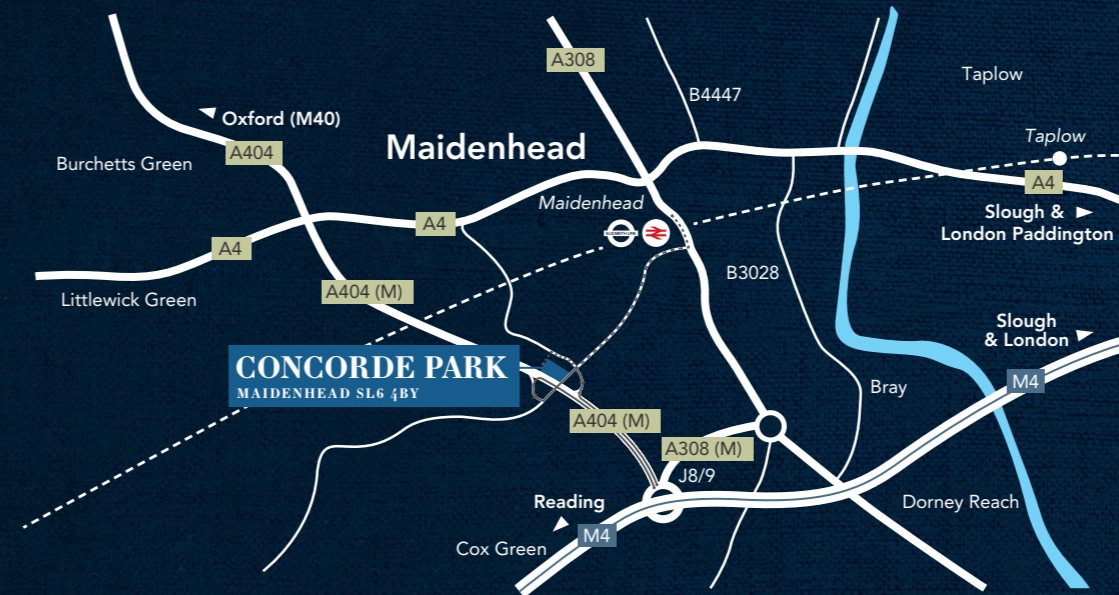 A308
Taplow
B4447
Oxford (M40)
Taplow
Maidenhead
A404
Burchetts Green
A4
Maidenhead
Slough &
London Paddington
A4
ELIZABETH LINE
A4
B3028
Littlewick Green
A404 (M)
Slough
& London
CONCORDE PARK
MAIDENHEAD SL6 4BY
M4
Bray
A404 (M)
A308 (M)
J8/9
Reading
Dorney Reach
M4
Cox Green